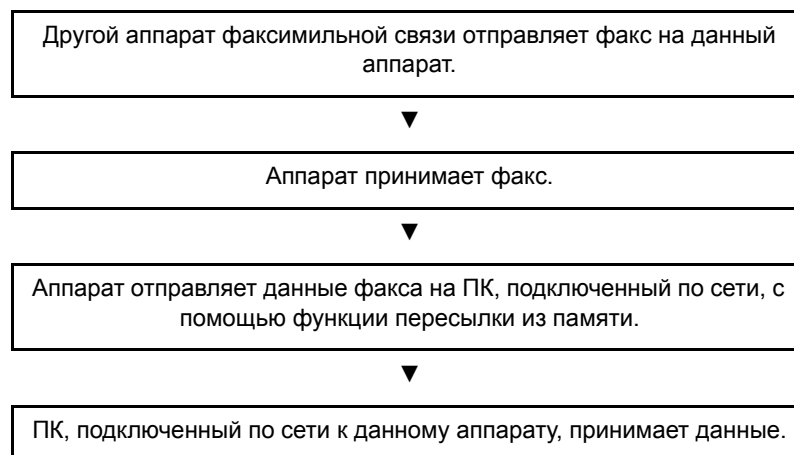 Другой аппарат факсимильной связи отправляет факс на данный
аппарат.
▼
Аппарат принимает факс.
▼
Аппарат отправляет данные факса на ПК, подключенный по сети, с
помощью функции пересылки из памяти.
▼
ПК, подключенный по сети к данному аппарату, принимает данные.